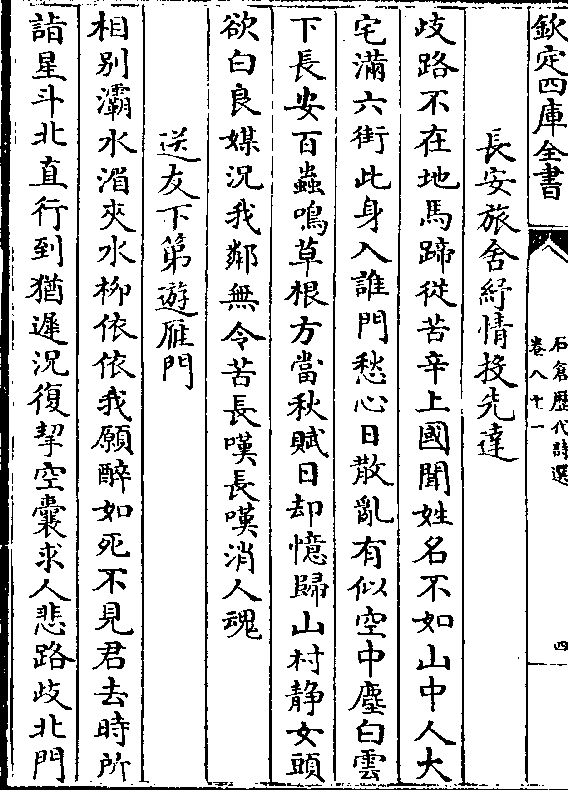 欽定四庫全書
石倉歷代詩選
卷八十一
四
長安旅舍紓情投先達
歧路不在地馬蹄從苦辛上國聞姓名不如山中人大
宅滿六街此身入誰門愁心日散亂有似空中塵白雲
下長安百蟲鳴草根方當秋賦日却憶歸山村静女頭
欲白良媒況我鄰無令苦長嘆長嘆消人魂
送友下第遊雁門
相别灞水湄夾水栁依依我願醉如死不見君去時所
詣星斗北直行到猶遲況復挈空囊求人悲路歧北門